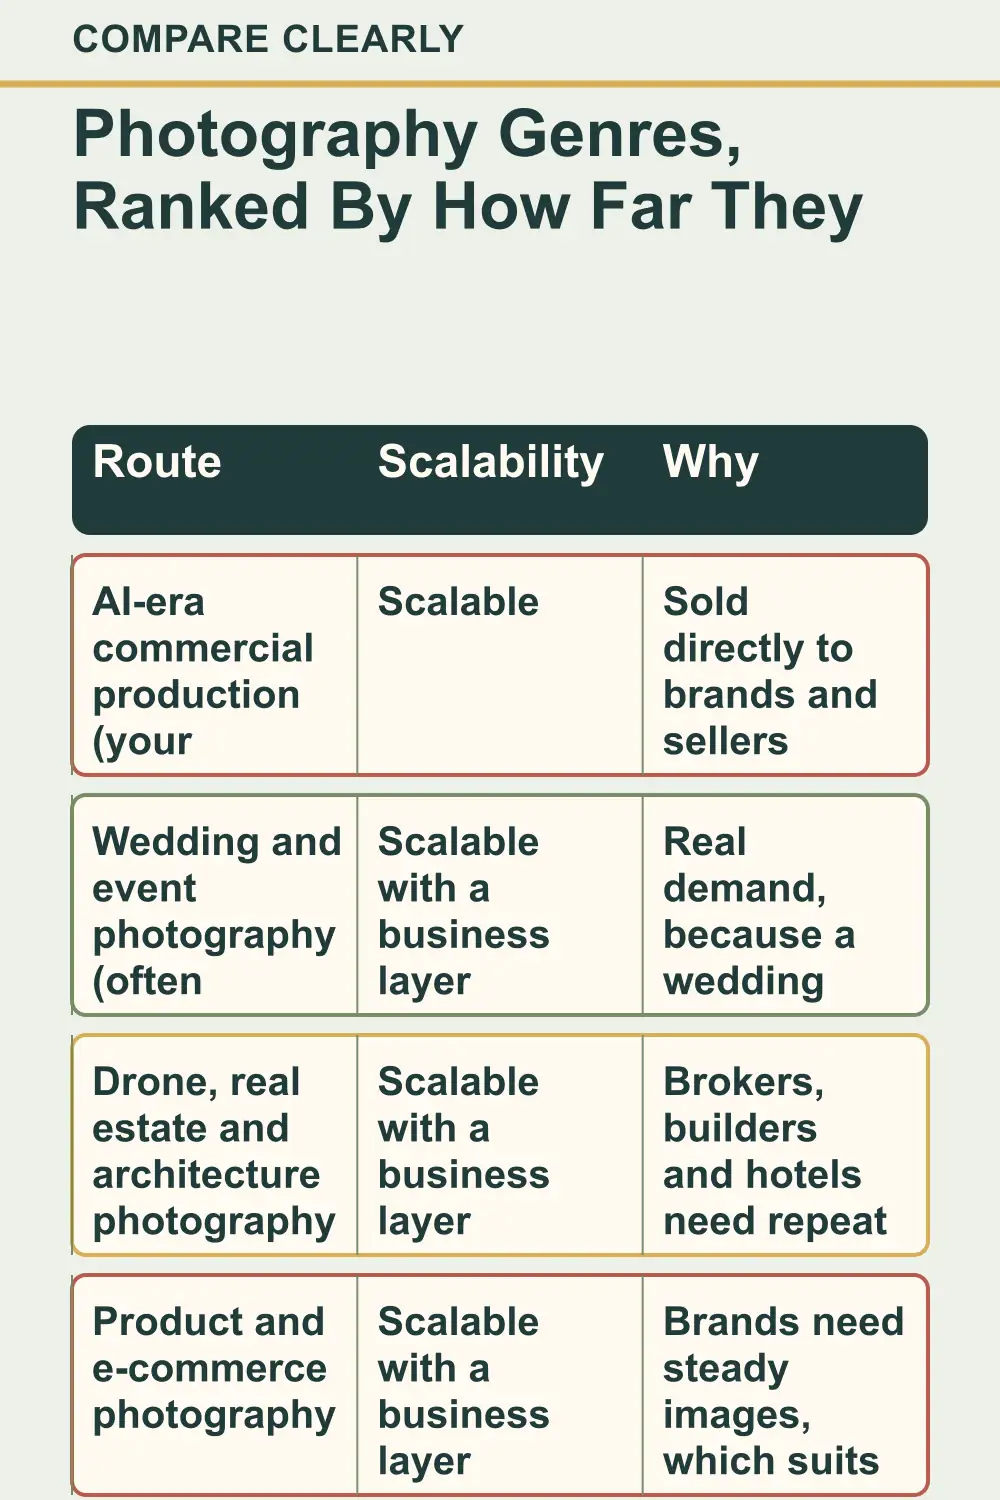 COMPARE CLEARLY
Photography Genres,
Ranked By How Far They
Route
Scalability
Why
AI-era
commercial
production
(your
Scalable
Sold
directly to
brands and
sellers
Wedding and
event
photography
(often
Scalable
with a
business
layer
Real
demand,
because a
wedding
Drone, real
estate and
architecture
photography
Scalable
with a
business
layer
Brokers,
builders
and hotels
need repeat
Product and
e-commerce
photography
Scalable
with a
business
layer
Brands need
steady
images,
which suits